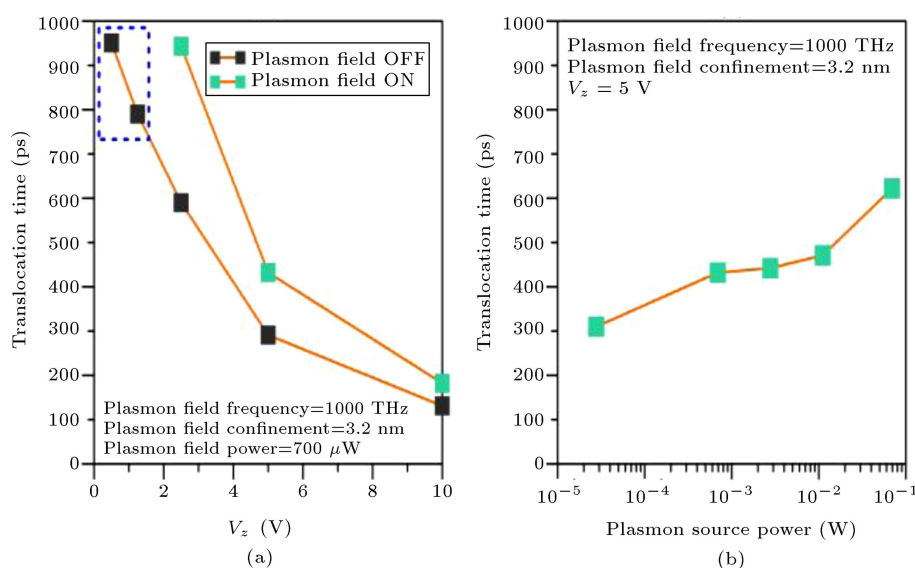 1000
900
800
700
600
500
400
300
200
100
0
Translocation time (ps)
Plasmon field OFF
Plasmon field ON
Plasmon field frequency=1000 THz
Plasmon field confinement=3.2 nm
Plasmon field power=700 μW
0 2 4 6 8 10
V_z (V)
(a)
1000
900
800
700
600
500
400
300
200
100
0
Translocation time (ps)
Plasmon field frequency=1000 THz
Plasmon field confinement=3.2 nm
V_z = 5 V
10⁻⁵ 10⁻⁴ 10⁻³ 10⁻² 10⁻¹
Plasmon source power (W)
(b)